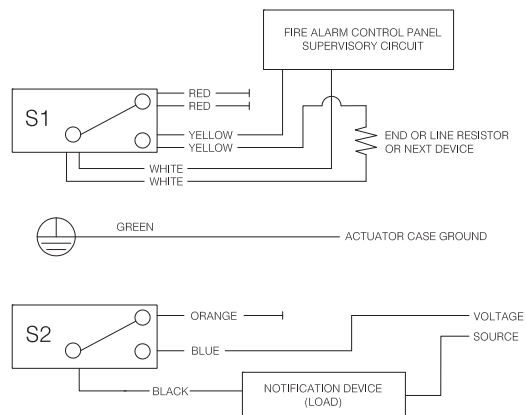 FIRE ALARM CONTROL PANEL
SUPERVISORY CIRCUIT
S1
RED
RED
YELLOW
YELLOW
END OR LINE RESISTOR
OR NEXT DEVICE
WHITE
WHITE
GREEN
ACTUATOR CASE GROUND
S2
ORANGE
VOLTAGE
SOURCE
BLUE
BLACK
NOTIFICATION DEVICE
(LOAD)